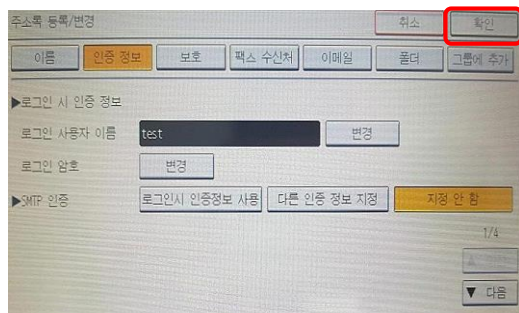 주소록 등록/변경 취소 확인
이름 인증 정보 보호 팩스 수신처 이메일 폴더 그룹에 추가
▶로그인 시 인증 정보
로그인 사용자 이름 test 변경
로그인 암호 변경
▶SMTP 인증 로그인시 인증정보 사용 다른 인증 정보 지정 지정 안 함
1/4
▲
▼ 다음